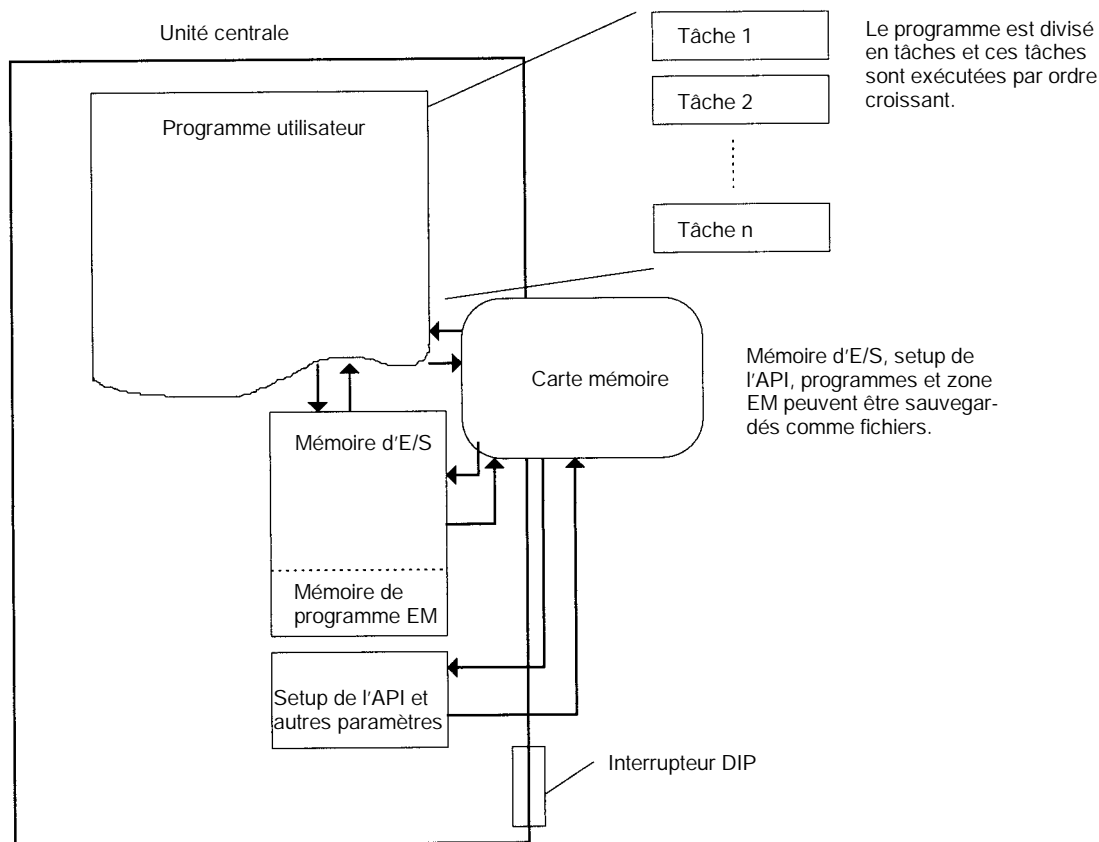 Unité centrale
Programme utilisateur
Tâche 1
Tâche 2
Tâche n
Le programme est divisé
en tâches et ces tâches
sont exécutées par ordre
croissant.
Carte mémoire
Mémoire d'E/S, setup de
l'API, programmes et zone
EM peuvent être sauvegar-
dés comme fichiers.
Mémoire d'E/S
Mémoire de
programme EM
Setup de l'API et
autres paramètres
Interrupteur DIP